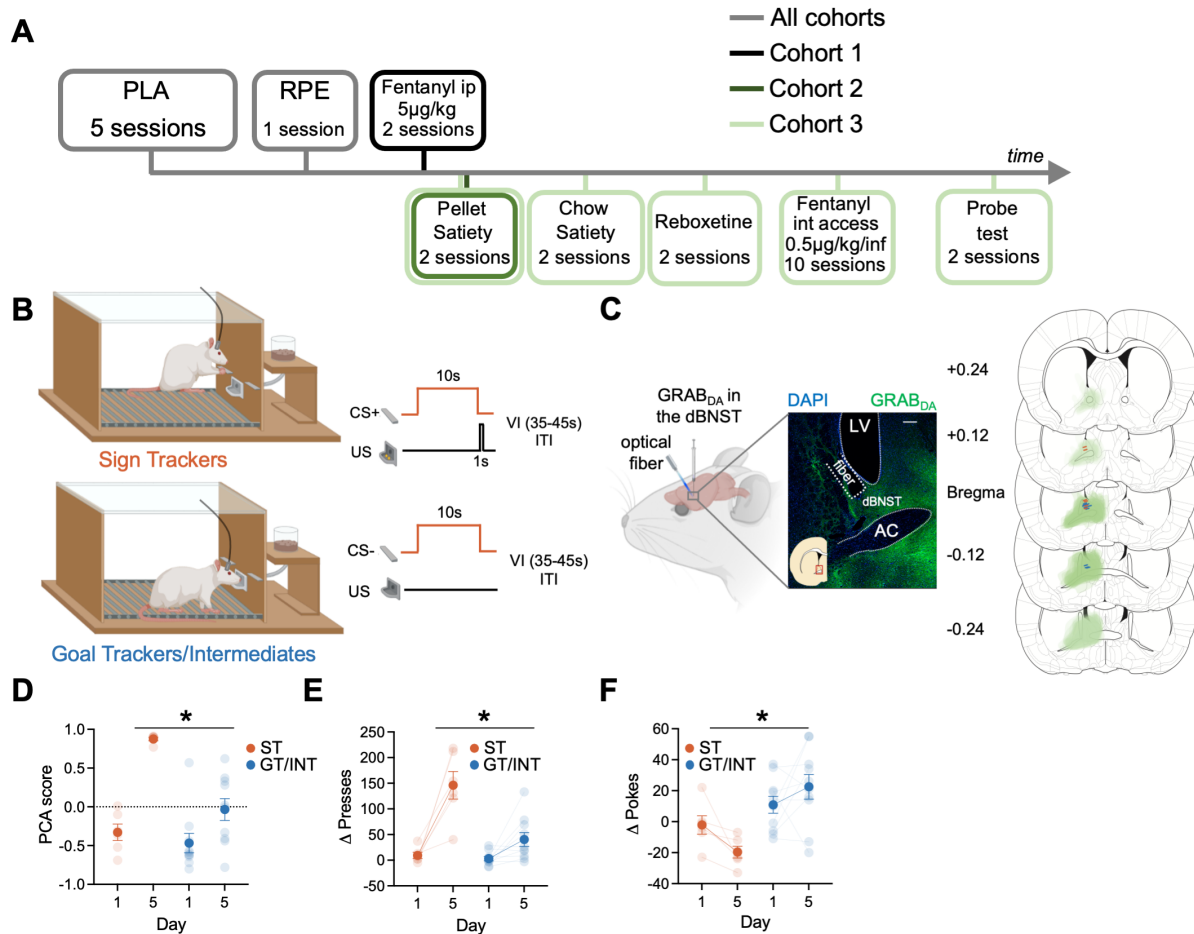 A
All cohorts
Cohort 1
Cohort 2
Cohort 3
PLA
5 sessions
RPE
1 session
Fentanyl ip
5µg/kg
2 sessions
time
Pellet
Satiety
2 sessions
Chow
Satiety
2 sessions
Reboxetine
2 sessions
Fentanyl
int access
0.5µg/kg/inf
10 sessions
Probe
test
2 sessions
B
Sign Trackers
Goal Trackers/Intermediates
10s
CS+
US
1s
VI (35-45s)
ITI
10s
CS-
US
VI (35-45s)
ITI
C
GRABDA in
the dBNST
optical
fiber
DAPI
GRABDA
LV
fiber
dBNST
AC
+0.24
+0.12
Bregma
-0.12
-0.24
D
*
ST
GT/INT
PCA score
1.0
0.5
0.0
-0.5
-1.0
1 5 1 5
Day
E
*
ST
GT/INT
Δ Presses
250
200
150
100
50
0
-50
1 5 1 5
Day
F
*
ST
GT/INT
Δ Pokes
60
40
20
0
-20
-40
1 5 1 5
Day